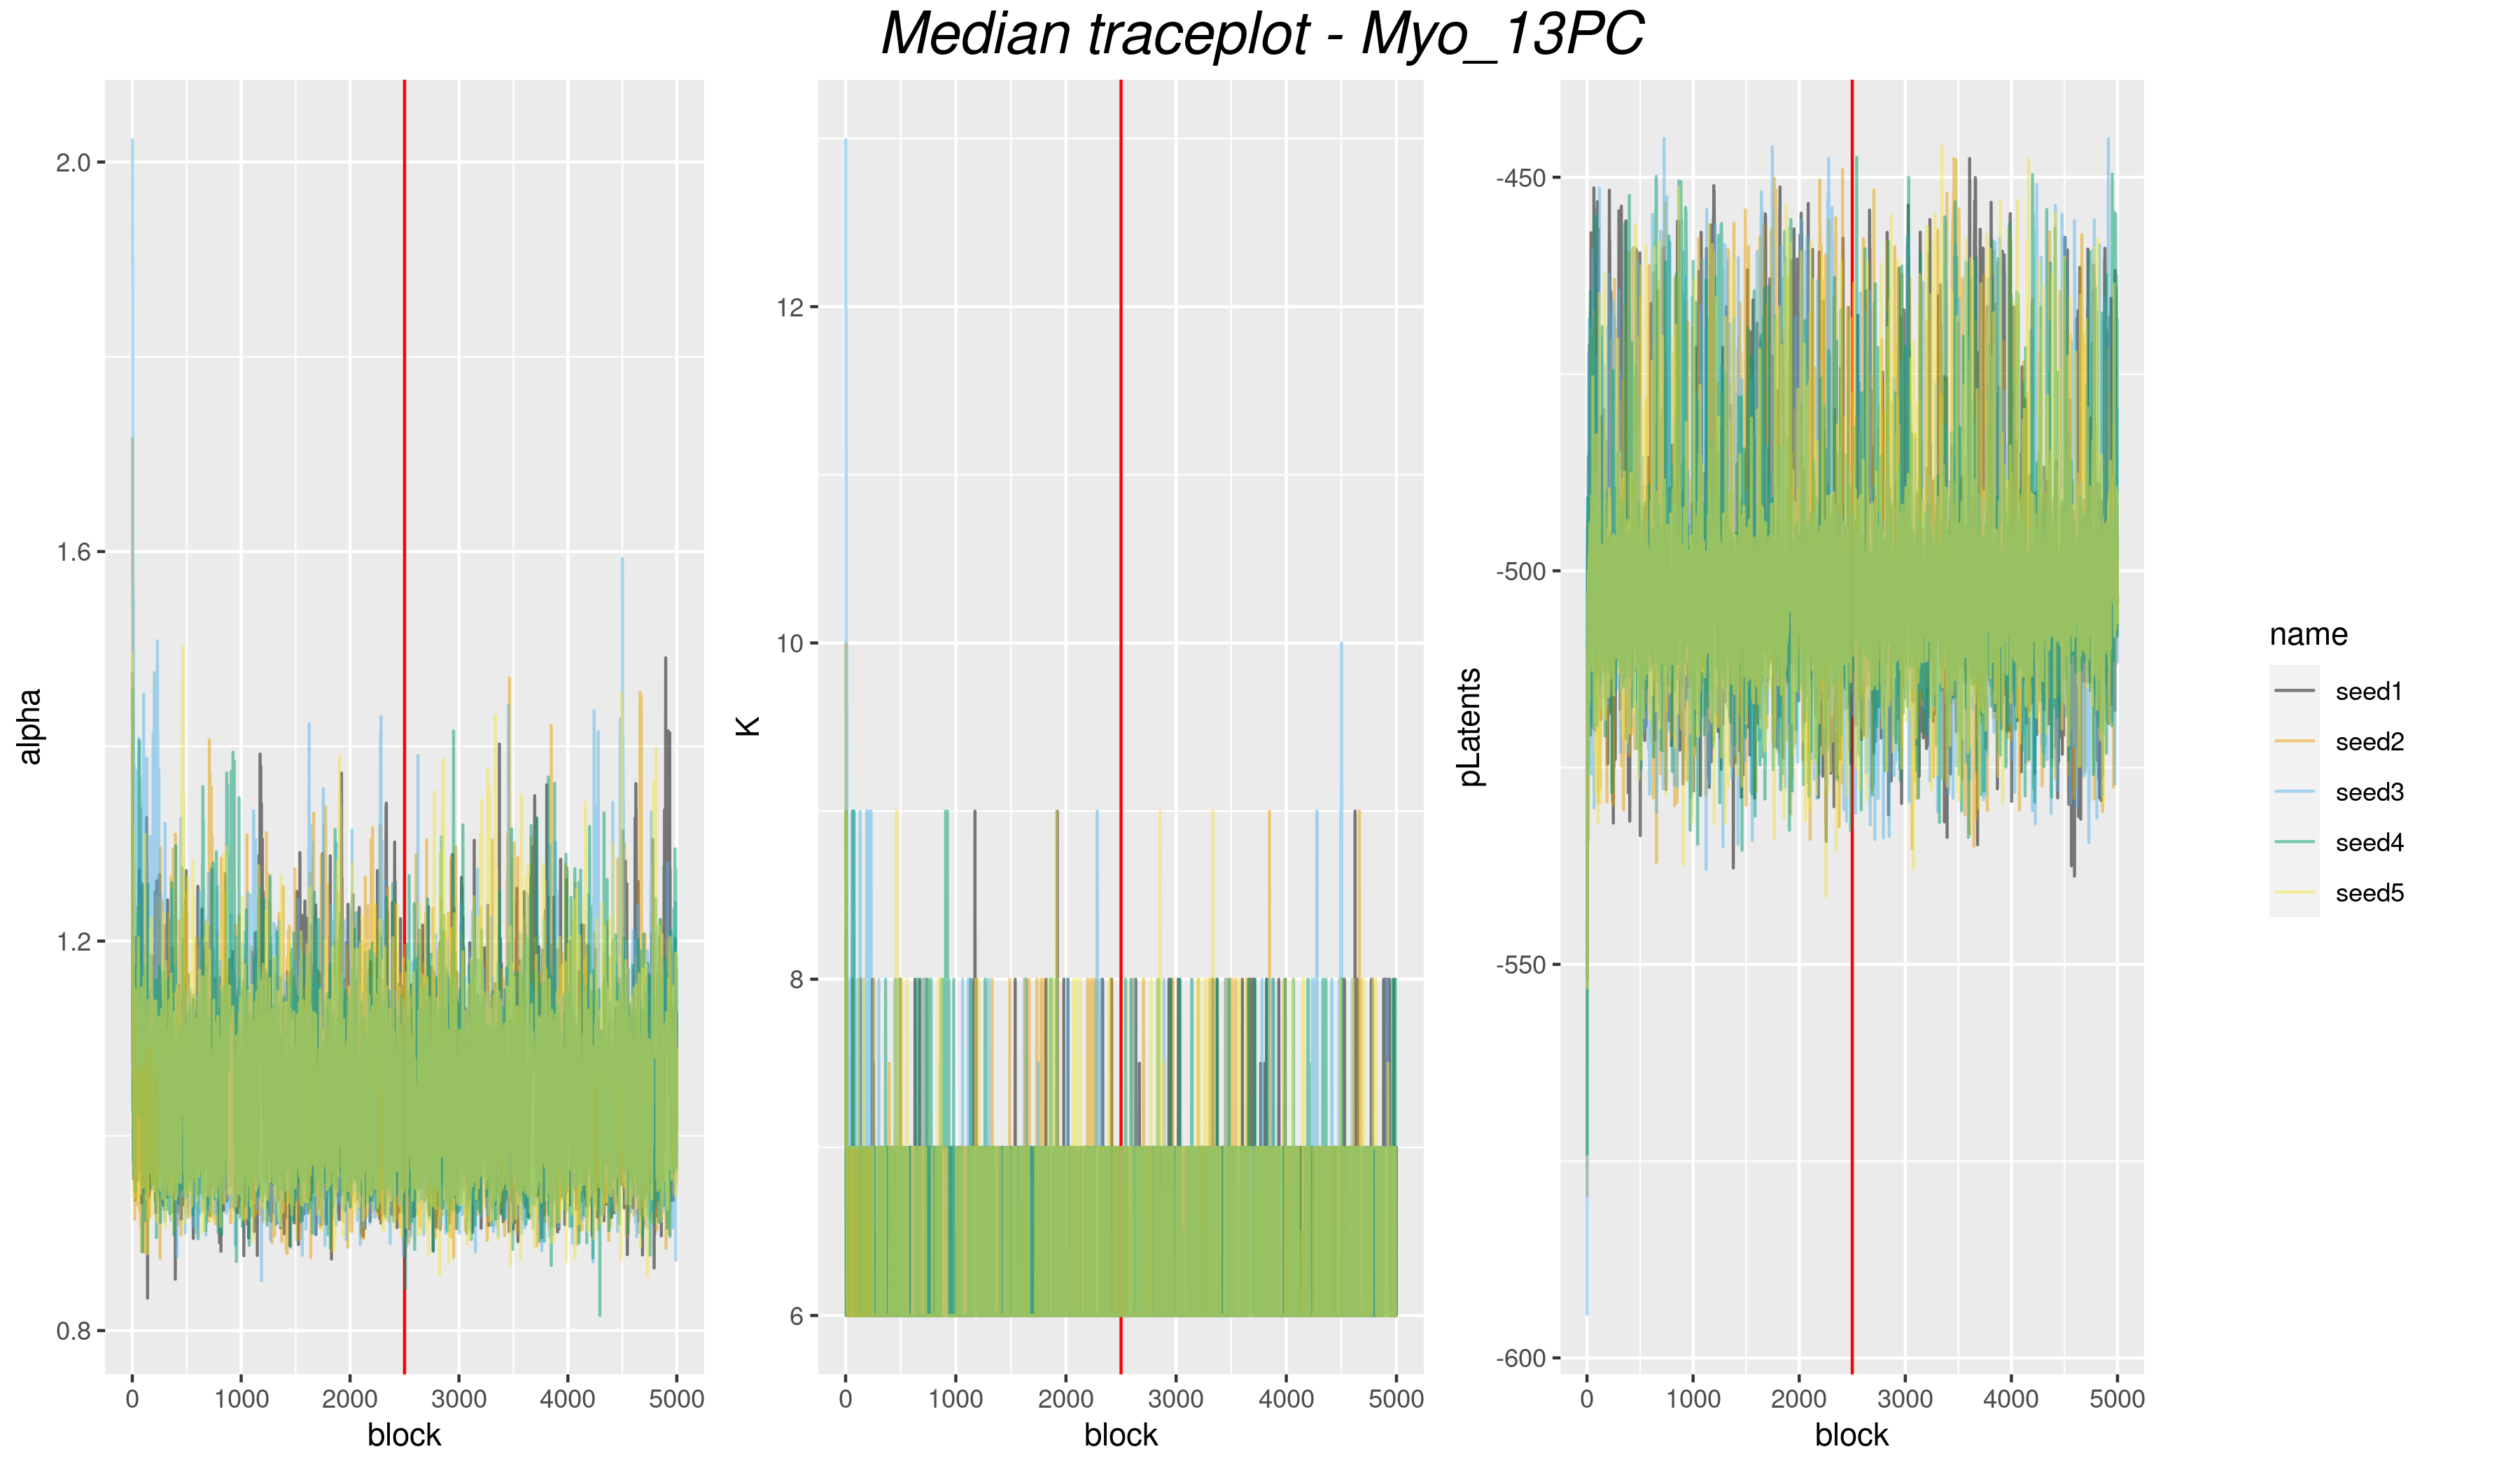 Median traceplot - Myo_13PC
alpha
2.0
1.6
1.2
0.8
0 1000 2000 3000 4000 5000
block
K
12
10
8
6
0 1000 2000 3000 4000 5000
block
pLatents
-450
-500
-550
-600
0 1000 2000 3000 4000 5000
block
name
seed1
seed2
seed3
seed4
seed5